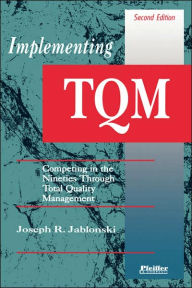 Second Edition
Implementing
TQM
Competing in the
Nineties Through
Total Quality
Management
Joseph R. Jablonski
Pfeiffer